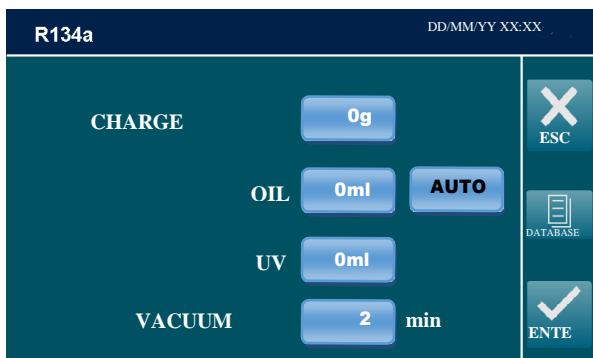 R134a DD/MM/YY XX:XX
CHARGE 0g
ESC
OIL 0ml AUTO
DATABASE
UV 0ml
VACUUM 2 min
ENTE